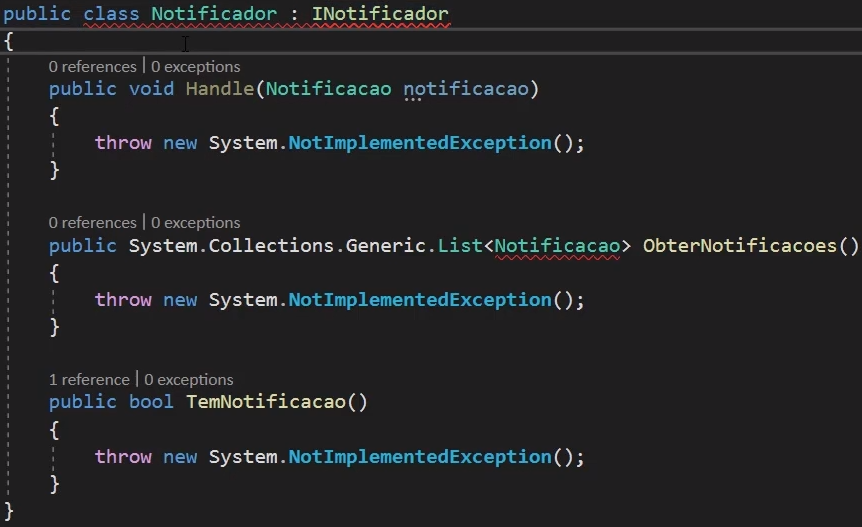 public class Notificador : INotificador
{
0 references | 0 exceptions
public void Handle(Notificacao notificacao)
{
throw new System.NotImplementedException();
}
0 references | 0 exceptions
public System.Collections.Generic.List<Notificacao> ObterNotificacoes()
{
throw new System.NotImplementedException();
}
1 reference | 0 exceptions
public bool TemNotificacao()
{
throw new System.NotImplementedException();
}
}